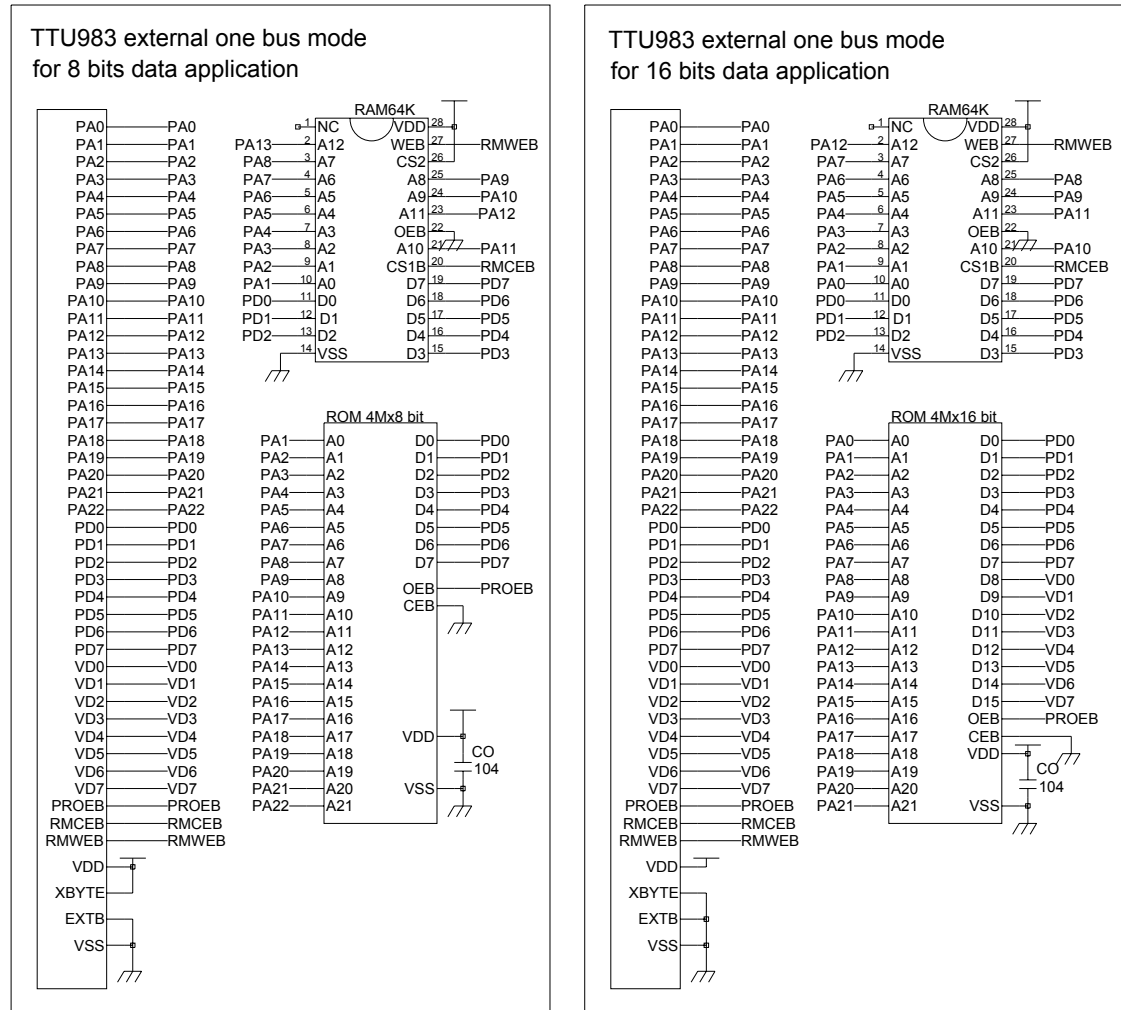 TTU983 external one bus mode
for 8 bits data application
PA0 PA0
PA1 PA1
PA2 PA2
PA3 PA3
PA4 PA4
PA5 PA5
PA6 PA6
PA7 PA7
PA8 PA8
PA9 PA9
PA10 PA10
PA11 PA11
PA12 PA12
PA13 PA13
PA14 PA14
PA15 PA15
PA16 PA16
PA17 PA17
PA18 PA18
PA19 PA19
PA20 PA20
PA21 PA21
PA22 PA22
PD0 PD0
PD1 PD1
PD2 PD2
PD3 PD3
PD4 PD4
PD5 PD5
PD6 PD6
PD7 PD7
VD0 VD0
VD1 VD1
VD2 VD2
VD3 VD3
VD4 VD4
VD5 VD5
VD6 VD6
VD7 VD7
PROEB PROEB
RMCEB RMCEB
RMWEB RMWEB
VDD
XBYTE
EXTB
VSS
RAM64K
1 NC VDD 28
PA13 2 A12 WEB 27 RMWEB
PA8 3 A7 CS2 26
PA7 4 A6 A8 25 PA9
PA6 5 A5 A9 24 PA10
PA5 6 A4 A11 23 PA12
PA4 7 A3 OEB 22
PA3 8 A2 A10 21 PA11
PA2 9 A1 CS1B 20 RMCEB
PA1 10 A0 D7 19 PD7
PD0 11 D0 D6 18 PD6
PD1 12 D1 D5 17 PD5
PD2 13 D2 D4 16 PD4
14 VSS D3 15 PD3
ROM 4Mx8 bit
PA1 A0 D0 PD0
PA2 A1 D1 PD1
PA3 A2 D2 PD2
PA4 A3 D3 PD3
PA5 A4 D4 PD4
PA6 A5 D5 PD5
PA7 A6 D6 PD6
PA8 A7 D7 PD7
PA9 A8
OEB PROEB
PA10 A9
CEB
PA11 A10
PA12 A11
PA13 A12
PA14 A13
PA15 A14
PA16 A15
PA17 A16
PA18 A17 VDD
PA19 A18 CO
PA20 A19 104
PA21 A20 VSS
PA22 A21
TTU983 external one bus mode
for 16 bits data application
PA0 PA0
PA1 PA1
PA2 PA2
PA3 PA3
PA4 PA4
PA5 PA5
PA6 PA6
PA7 PA7
PA8 PA8
PA9 PA9
PA10 PA10
PA11 PA11
PA12 PA12
PA13 PA13
PA14 PA14
PA15 PA15
PA16 PA16
PA17 PA17
PA18 PA18
PA19 PA19
PA20 PA20
PA21 PA21
PA22 PA22
PD0 PD0
PD1 PD1
PD2 PD2
PD3 PD3
PD4 PD4
PD5 PD5
PD6 PD6
PD7 PD7
VD0 VD0
VD1 VD1
VD2 VD2
VD3 VD3
VD4 VD4
VD5 VD5
VD6 VD6
VD7 VD7
PROEB PROEB
RMCEB RMCEB
RMWEB RMWEB
VDD
XBYTE
EXTB
VSS
RAM64K
1 NC VDD 28
PA12 2 A12 WEB 27 RMWEB
PA7 3 A7 CS2 26
PA6 4 A6 A8 25 PA8
PA5 5 A5 A9 24 PA9
PA4 6 A4 A11 23 PA11
PA3 7 A3 OEB 22
PA2 8 A2 A10 21 PA10
PA1 9 A1 CS1B 20 RMCEB
PA0 10 A0 D7 19 PD7
PD0 11 D0 D6 18 PD6
PD1 12 D1 D5 17 PD5
PD2 13 D2 D4 16 PD4
14 VSS D3 15 PD3
ROM 4Mx16 bit
PA0 A0 D0 PD0
PA1 A1 D1 PD1
PA2 A2 D2 PD2
PA3 A3 D3 PD3
PA4 A4 D4 PD4
PA5 A5 D5 PD5
PA6 A6 D6 PD6
PA7 A7 D7 PD7
PA8 A8 D8 VD0
PA9 A9 D9 VD1
PA10 A10 D10 VD2
PA11 A11 D11 VD3
PA12 A12 D12 VD4
PA13 A13 D13 VD5
PA14 A14 D14 VD6
PA15 A15 D15 VD7
PA16 A16 OEB PROEB
PA17 A17 CEB
PA18 A18 VDD
PA19 A19 CO
PA20 A20 104
PA21 A21 VSS